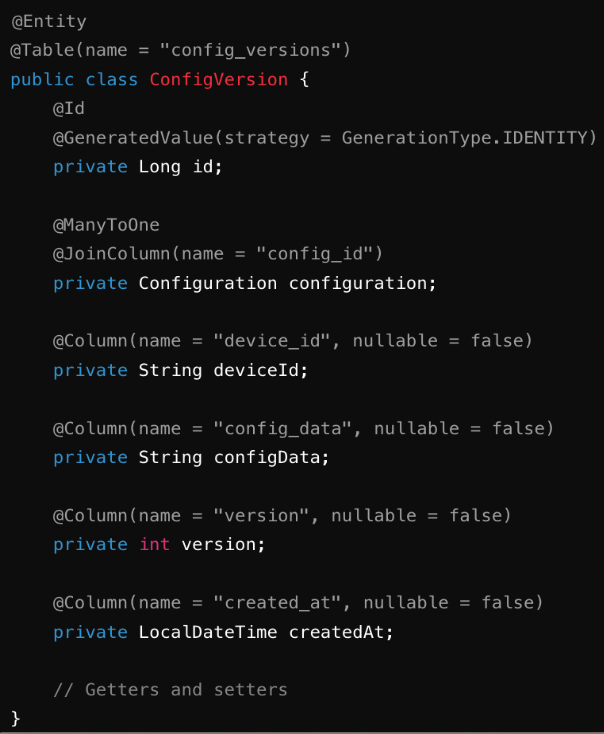 @Entity
@Table(name = "config_versions")
public class ConfigVersion {
@Id
@GeneratedValue(strategy = GenerationType.IDENTITY)
private Long id;
@ManyToOne
@JoinColumn(name = "config_id")
private Configuration configuration;
@Column(name = "device_id", nullable = false)
private String deviceId;
@Column(name = "config_data", nullable = false)
private String configData;
@Column(name = "version", nullable = false)
private int version;
@Column(name = "created_at", nullable = false)
private LocalDateTime createdAt;
// Getters and setters
}